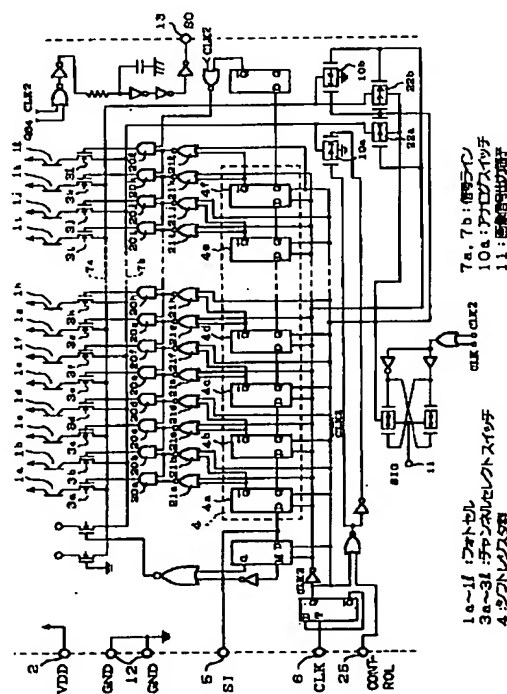 CLK2
Q24
CLK2
13
SO
1a
1b
1c
1d
1e
1f
1g
1h
1i
1j
1k
1l
3a
3b
3c
3d
3e
3f
3g
3h
3i
3j
3k
3l
7a
7b
20a
20b
20c
20d
20e
20f
20g
20h
20i
20j
20k
20l
21a
21b
21c
21d
21e
21f
21g
21h
21i
21j
21k
21l
4
4a
4b
4c
4d
4e
4f
10a
10b
22a
22b
2
VDD
GND
12
GND
5
SI
6
CLK
25
CONT-
ROL
CLK2
CLK2
SIG
11
CLK
CLK2
1a~1l:フォトセル
3a~3l:チャンネルセレクトスイッチ
4:シフトレジスタ群
7a, 7b:信号ライン
10a:アナログスイッチ
11:画像信号出力端子